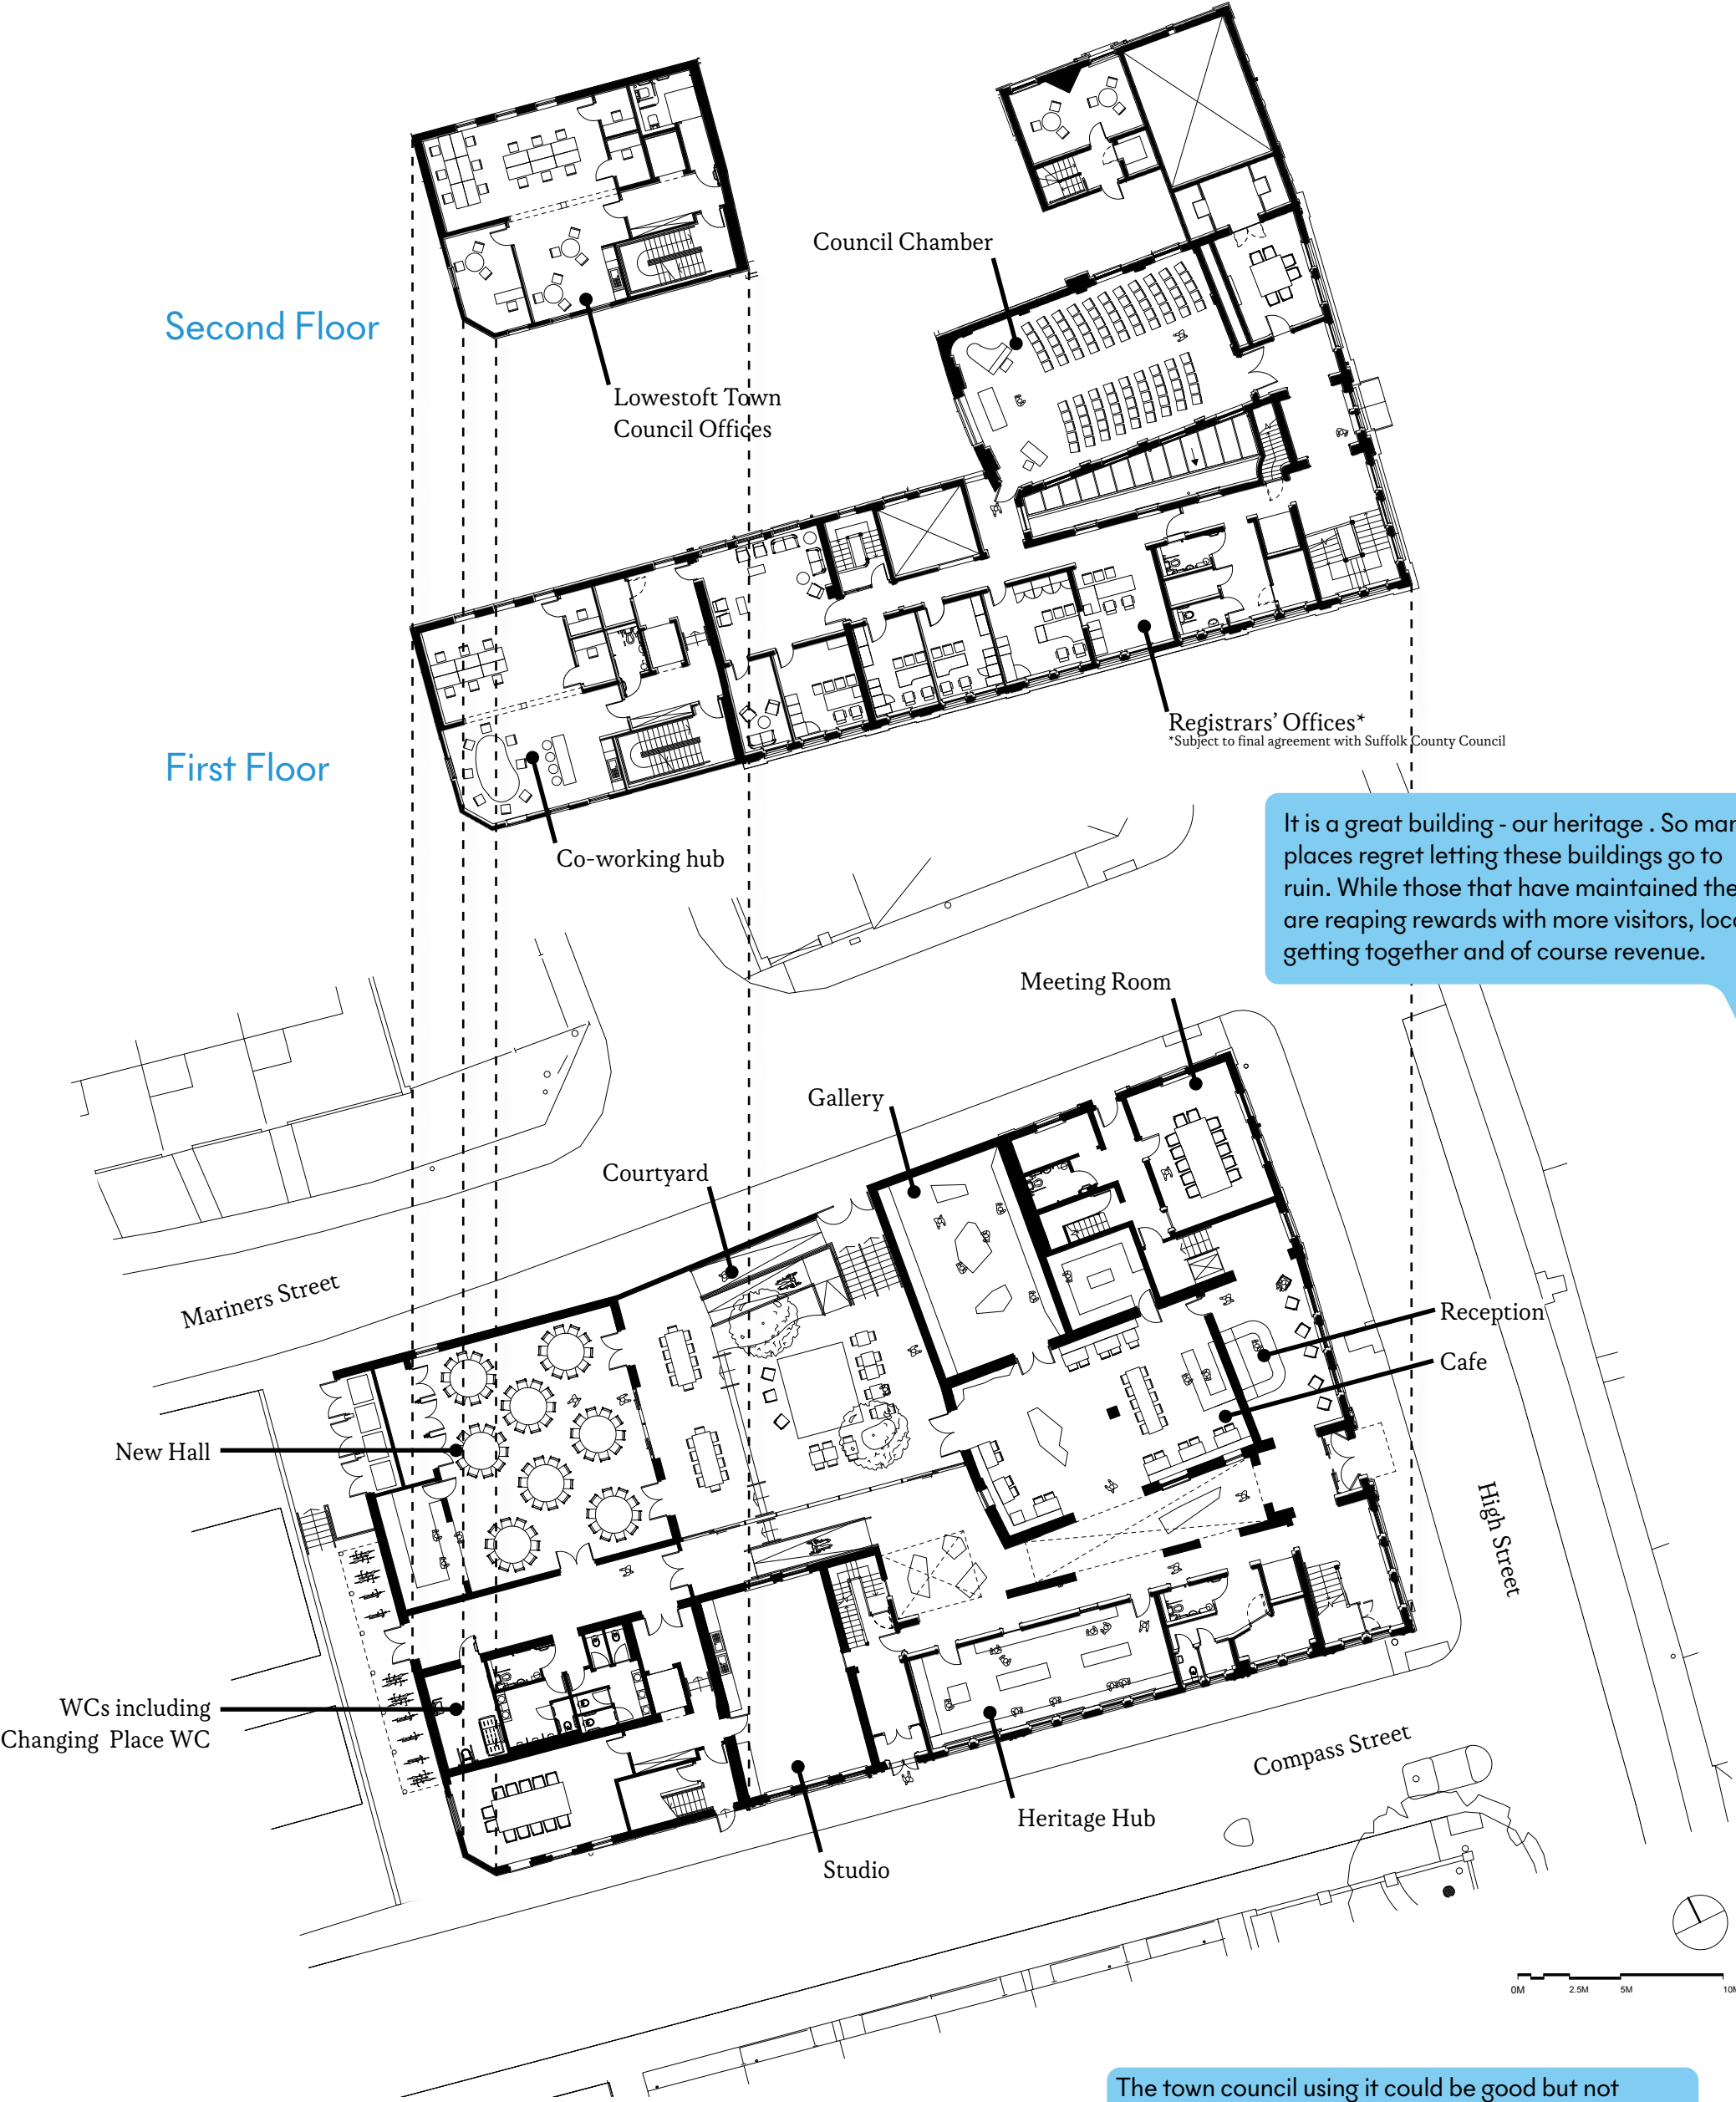 Council Chamber
Second Floor
Lowestoft Town
Council Offices
Registrars’ Offices*
*Subject to final agreement with Suffolk County Council
First Floor
Co-working hub
It is a great building - our heritage . So
places regret letting these buildings go to
ruin. While those that have maintained
are reaping rewards with more visitors,
getting together and of course revenue.
Meeting Room
Gallery
Courtyard
Mariners Street
Reception
Cafe
New Hall
High Street
WCs including
Changing Place WC
Compass Street
Heritage Hub
Studio
0M 2.5M 5M
The town council using it could be good but not